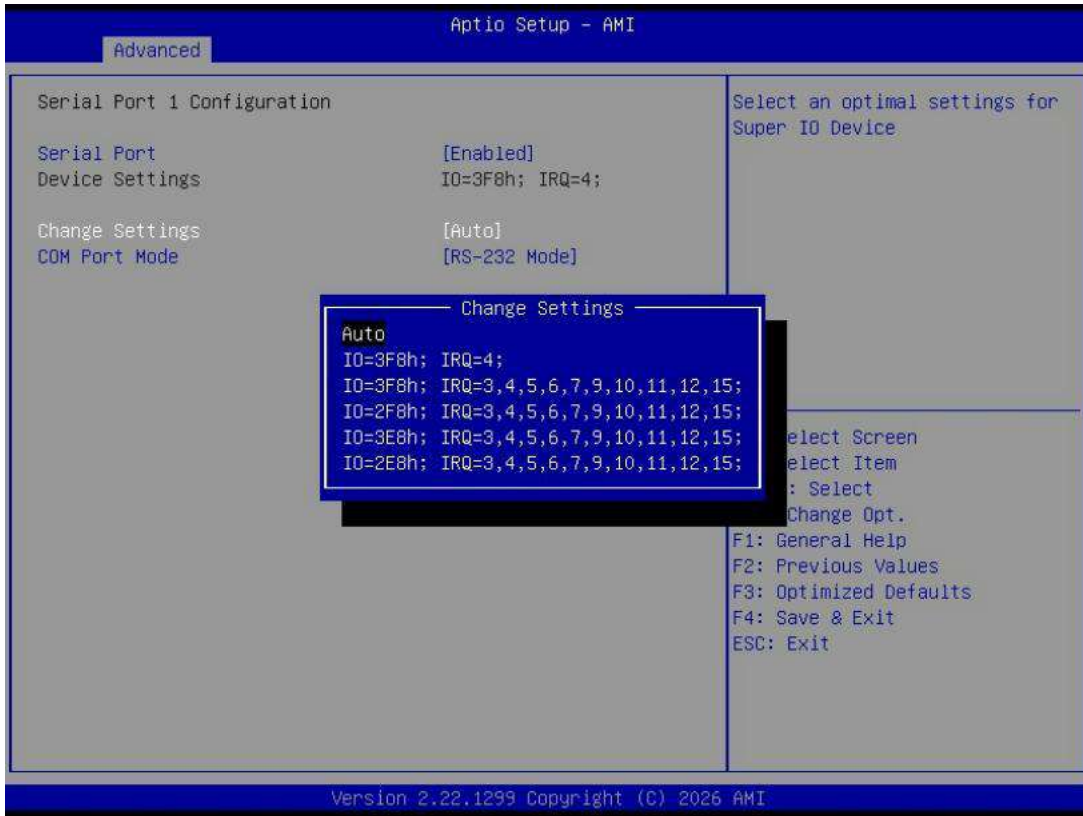 Aptio Setup - AMI
Advanced
Serial Port 1 Configuration
Serial Port [Enabled]
Device Settings IO=3F8h; IRQ=4;
Change Settings [Auto]
COM Port Mode [RS-232 Mode]
Change Settings
Auto
IO=3F8h; IRQ=4;
IO=3F8h; IRQ=3,4,5,6,7,9,10,11,12,15;
IO=2F8h; IRQ=3,4,5,6,7,9,10,11,12,15;
IO=3E8h; IRQ=3,4,5,6,7,9,10,11,12,15;
IO=2E8h; IRQ=3,4,5,6,7,9,10,11,12,15;
Select an optimal settings for
Super IO Device
elect Screen
elect Item
: Select
Change Opt.
F1: General Help
F2: Previous Values
F3: Optimized Defaults
F4: Save & Exit
ESC: Exit
Version 2.22.1299 Copyright (C) 2026 AMI